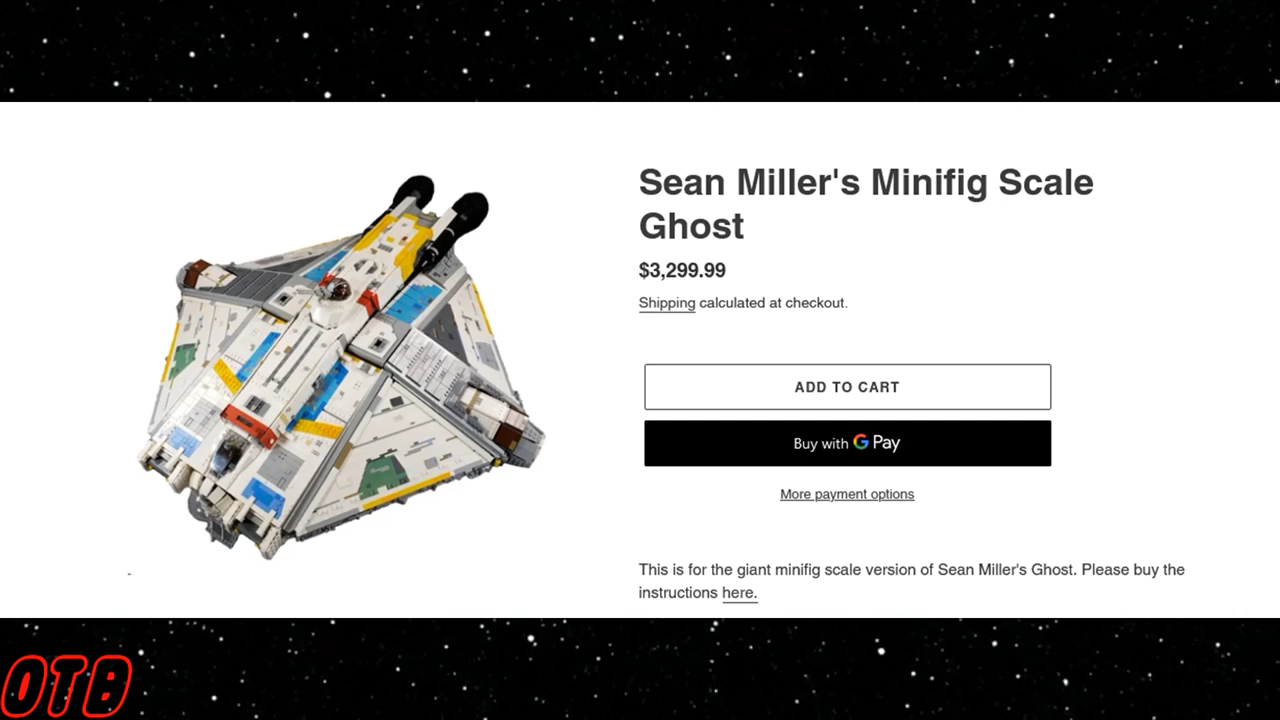 Sean Miller's Minifig Scale
Ghost
$3,299.99
Shipping calculated at checkout.
ADD TO CART
Buy with G Pay
More payment options
This is for the giant minifig scale version of Sean Miller's Ghost. Please buy the
instructions here.
OTB